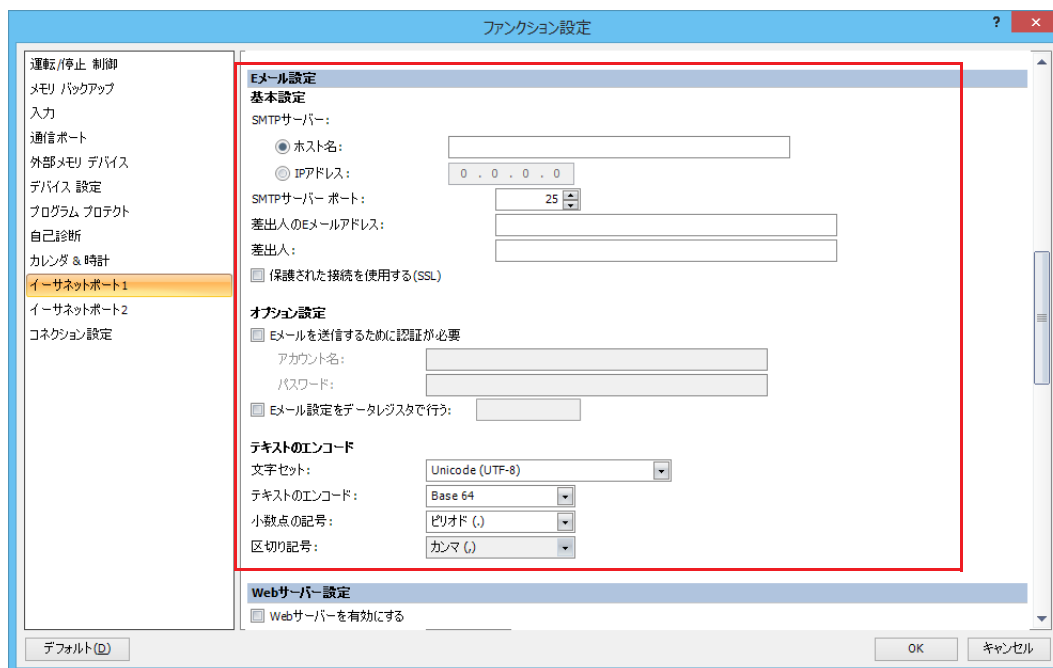 ファンクション設定
?
×
運転/停止 制御
メモリ バックアップ
入力
通信ポート
外部メモリ デバイス
デバイス 設定
プログラム プロテクト
自己診断
カレンダ & 時計
イーサネットポート1
イーサネットポート2
コネクション設定
Eメール設定
基本設定
SMTPサーバー:
ホスト名:
IPアドレス: 0 . 0 . 0 . 0
SMTPサーバー ポート: 25
差出人のEメールアドレス:
差出人:
保護された接続を使用する(SSL)
オプション設定
Eメールを送信するために認証が必要
アカウント名:
パスワード:
Eメール設定をデータレジスタで行う:
テキストのエンコード
文字セット: Unicode (UTF-8)
テキストのエンコード: Base 64
小数点の記号: ピリオド (.)
区切り記号: カンマ (,)
Webサーバー設定
Webサーバーを有効にする
デフォルト(D) OK キャンセル